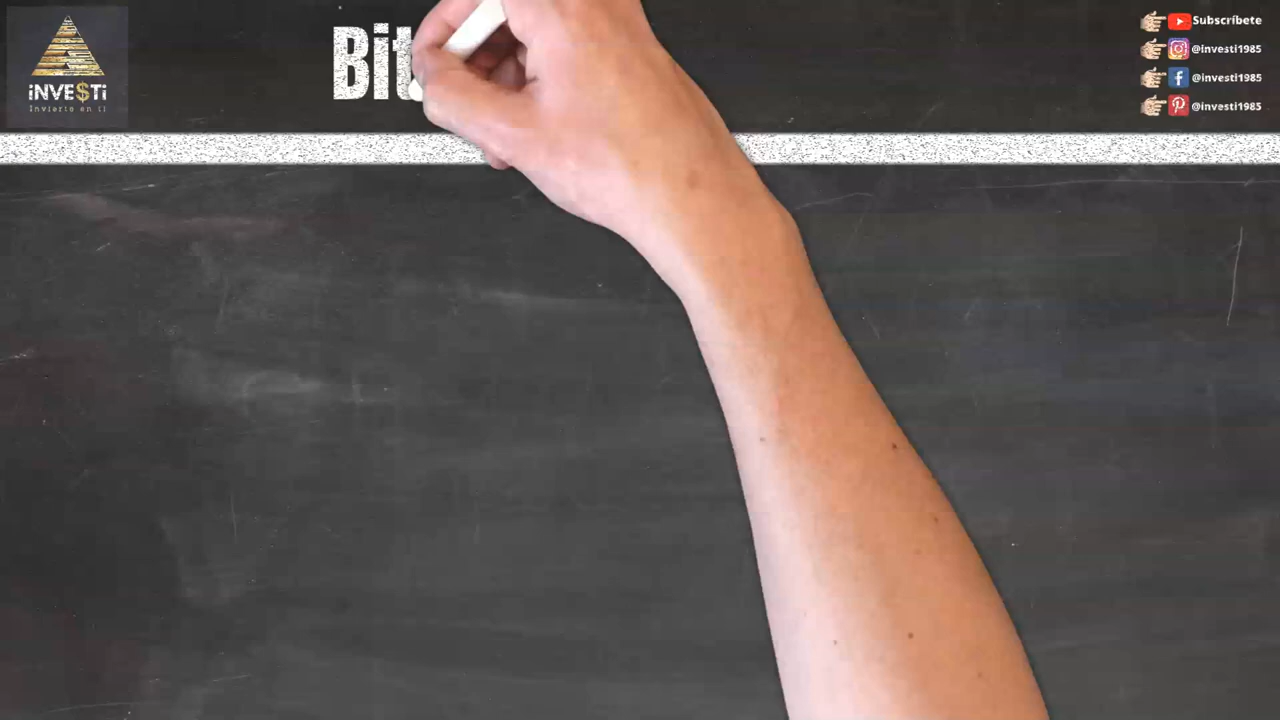 Bit
iNVE$Ti
Invierte en ti
Subscríbete
@investi1985
@investi1985
@investi1985